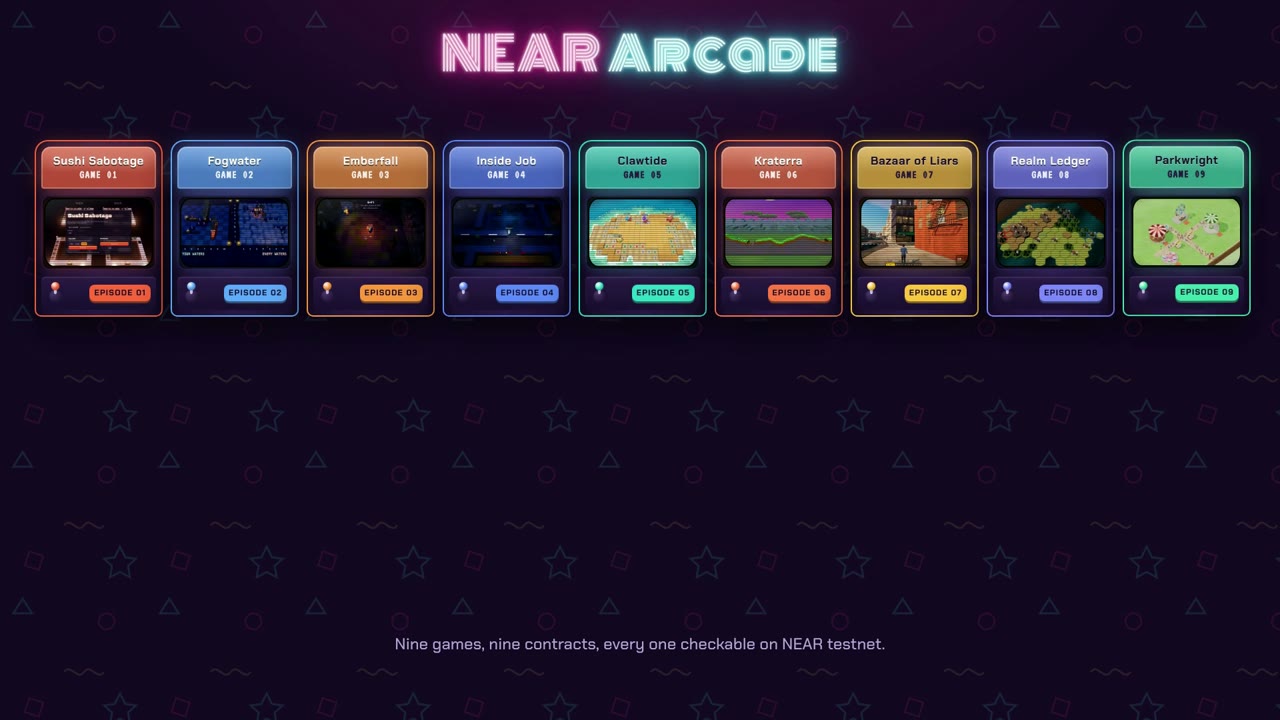 NEAR Arcade
Sushi Sabotage
GAME 01
EPISODE 01
Fogwater
GAME 02
EPISODE 02
Emberfall
GAME 03
EPISODE 03
Inside Job
GAME 04
EPISODE 04
Clawtide
GAME 05
EPISODE 05
Kraterra
GAME 06
EPISODE 06
Bazaar of Liars
GAME 07
EPISODE 07
Realm Ledger
GAME 08
EPISODE 08
Parkwright
GAME 09
EPISODE 09
Nine games, nine contracts, every one checkable on NEAR testnet.